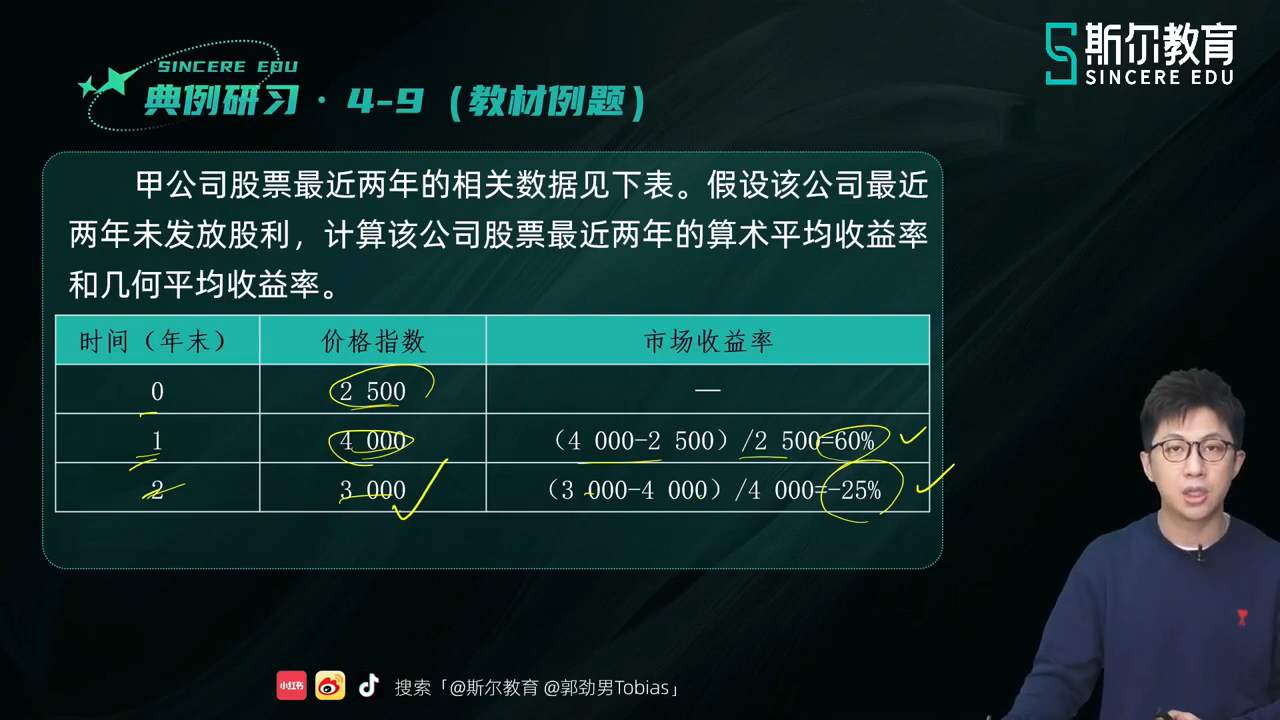 SINCERE EDU
典例研习·4-9（教材例题）
斯尔教育
SINCERE EDU
甲公司股票最近两年的相关数据见下表。假设该公司最近
两年未发放股利，计算该公司股票最近两年的算术平均收益率
和几何平均收益率。
时间（年末） 价格指数 市场收益率
0 2 500 —
1 4 000 （4 000-2 500）/2 500=60%
2 3 000 （3 000-4 000）/4 000=-25%
小红书
搜索「@斯尔教育 @郭劲男Tobias」